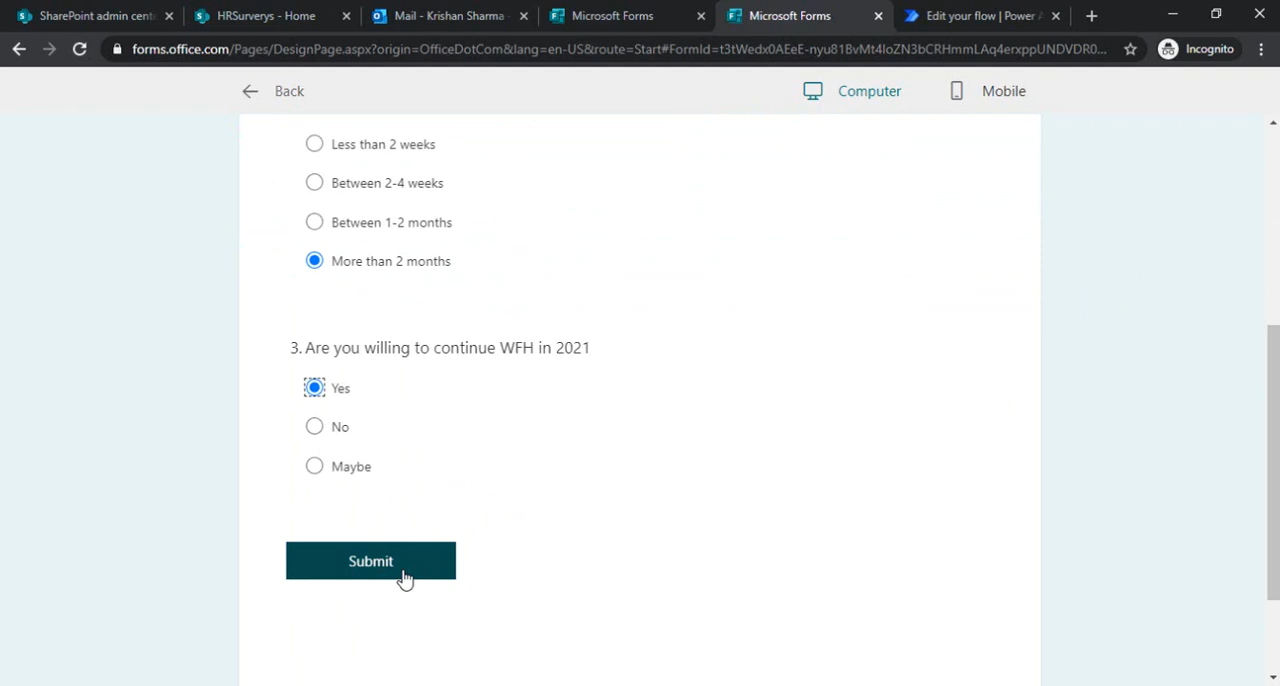 SharePoint admin cent
HRSurverys - Home
Mail - Krishan Sharma -
Microsoft Forms
Microsoft Forms
Edit your flow | Power A
forms.office.com/Pages/DesignPage.aspx?origin=OfficeDotCom&lang=en-US&route=Start#FormId=t3tWedx0AEeE-nyu81BvMt4loZN3bCRHmmLAq4erxppUNDVDR0...
Incognito
Back
Computer
Mobile
Less than 2 weeks
Between 2-4 weeks
Between 1-2 months
More than 2 months
3. Are you willing to continue WFH in 2021
Yes
No
Maybe
Submit